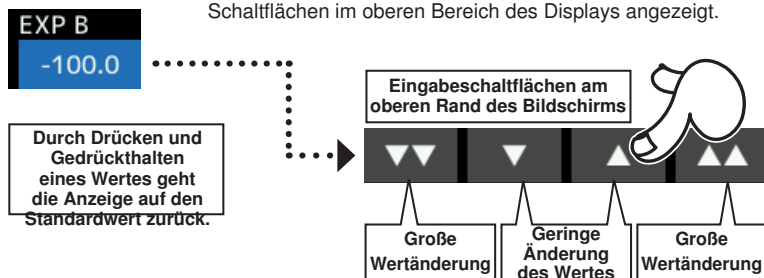 Schaltflächen im oberen Bereich des Displays angezeigt.
EXP B
-100.0
Eingabeschaltflächen am
oberen Rand des Bildschirms
Durch Drücken und
Gedrückthalten
eines Wertes geht
die Anzeige auf den
Standardwert zurück.
Große
Wertänderung
Geringe
Änderung
des Wertes
Große
Wertänderung